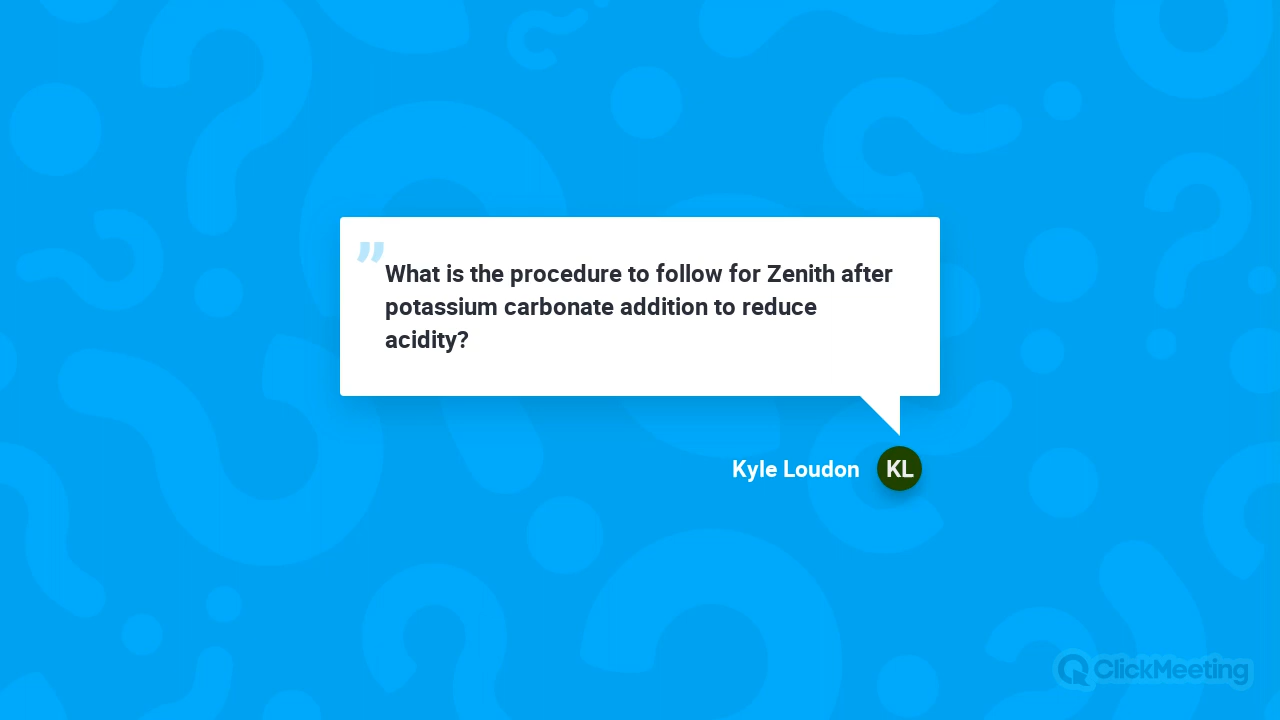 "
What is the procedure to follow for Zenith after
potassium carbonate addition to reduce
acidity?
Kyle Loudon KL
ClickMeeting